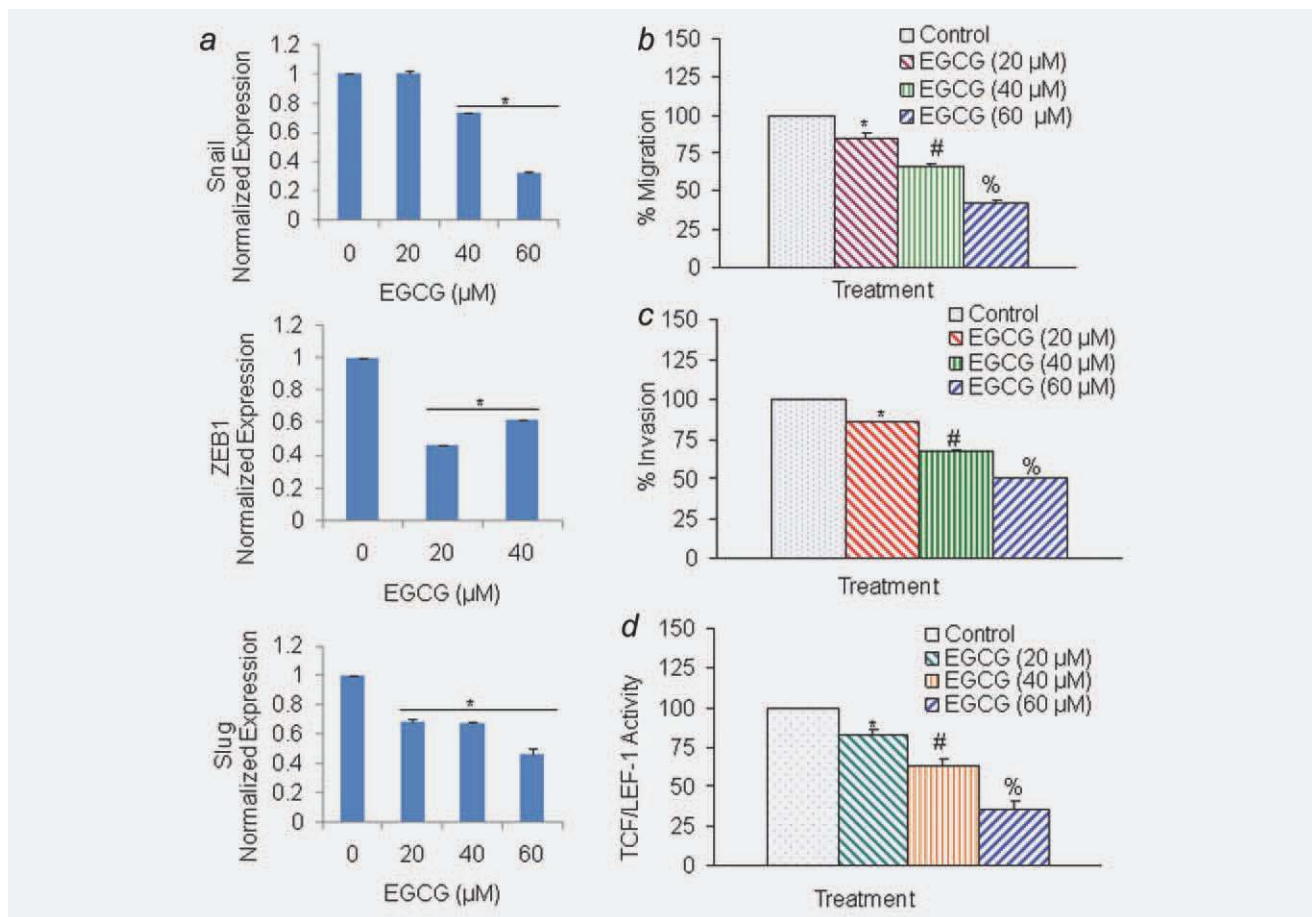 a
1.2
1
0.8
0.6
0.4
0.2
0
*
0 20 40 60
EGCG (µM)
Snail
Normalized Expression
1.2
1
0.8
0.6
0.4
0.2
0
*
0 20 40
EGCG (µM)
ZEB1
Normalized Expression
1.2
1
0.8
0.6
0.4
0.2
0
*
0 20 40 60
EGCG (µM)
Slug
Normalized Expression
b
150
125
100
75
50
25
0
% Migration
Control
EGCG (20 µM)
EGCG (40 µM)
EGCG (60 µM)
*
#
%
Treatment
c
150
125
100
75
50
25
0
% Invasion
Control
EGCG (20 µM)
EGCG (40 µM)
EGCG (60 µM)
*
#
%
Treatment
d
150
125
100
75
50
25
0
TCF/LEF-1 Activity
Control
EGCG (20 µM)
EGCG (40 µM)
EGCG (60 µM)
*
#
%
Treatment